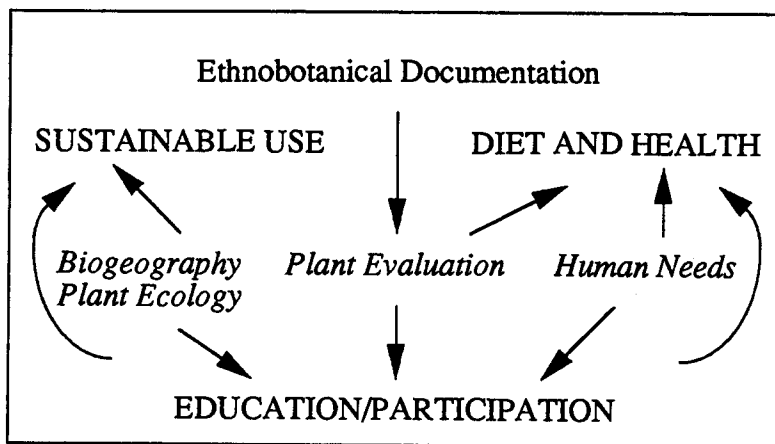 Ethnobotanical Documentation
SUSTAINABLE USE
DIET AND HEALTH
Biogeography
Plant Ecology
Plant Evaluation
Human Needs
EDUCATION/PARTICIPATION